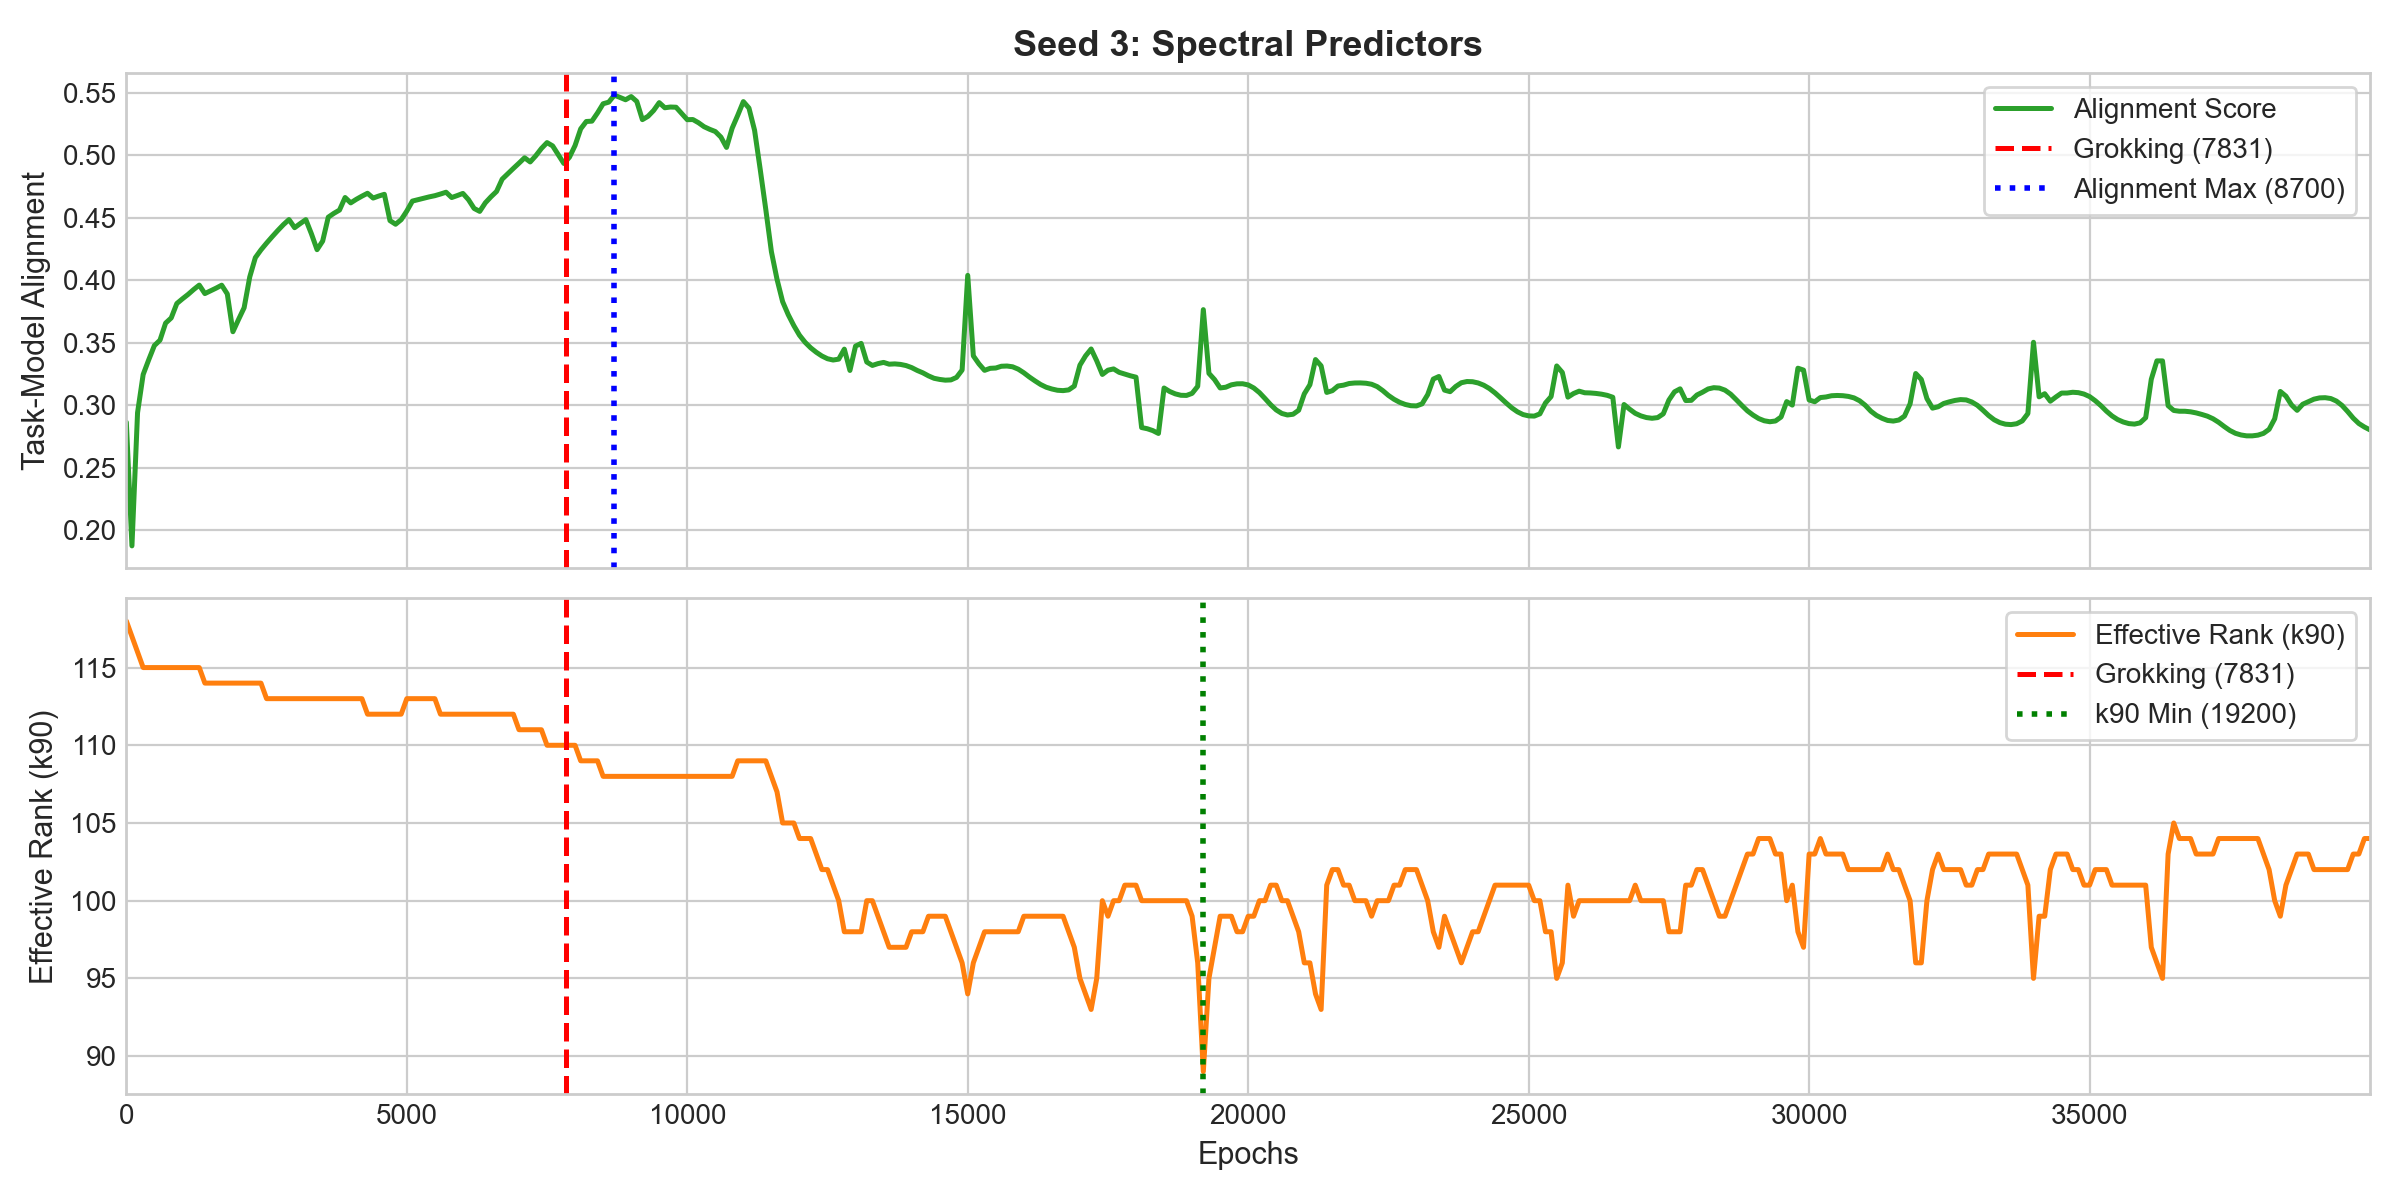 Seed 3: Spectral Predictors
Task-Model Alignment
0.55
0.50
0.45
0.40
0.35
0.30
0.25
0.20
Alignment Score
Grokking (7831)
Alignment Max (8700)
Effective Rank (k90)
115
110
105
100
95
90
Effective Rank (k90)
Grokking (7831)
k90 Min (19200)
0 5000 10000 15000 20000 25000 30000 35000
Epochs